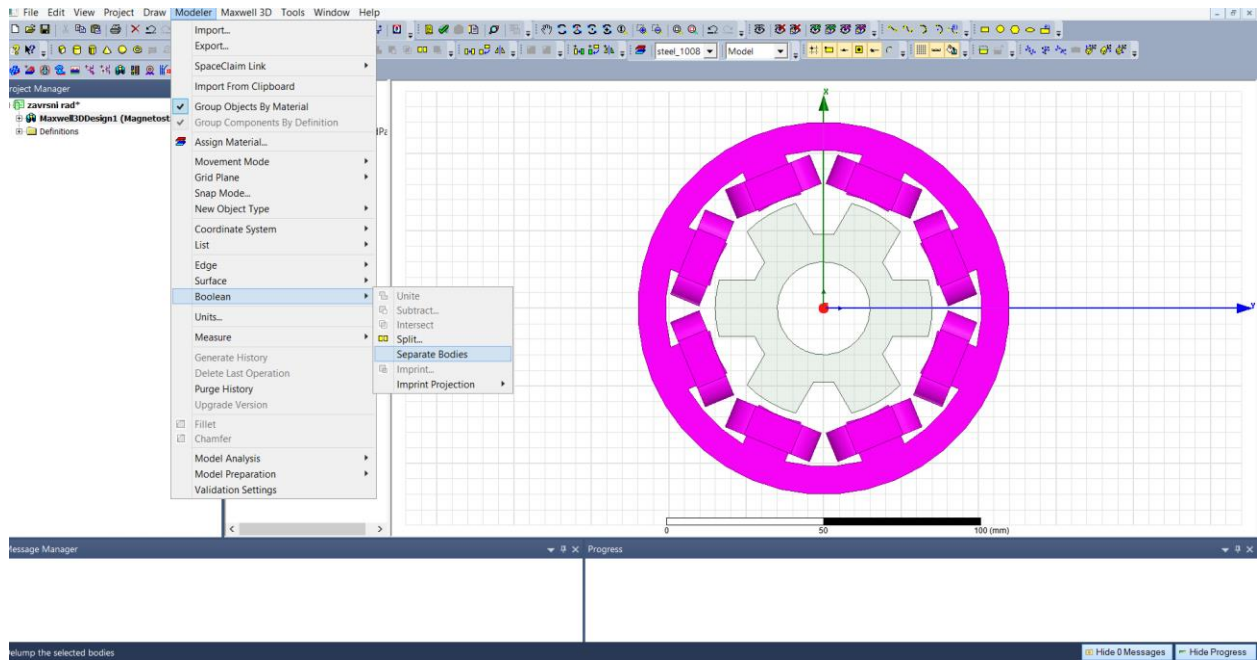 File Edit View Project Draw Modeler Maxwell 3D Tools Window Help
steel_1008 Model
Project Manager
zavrsni rad*
Maxwell3DDesign1 (Magnetost
Definitions
Import...
Export...
SpaceClaim Link
Import From Clipboard
Group Objects By Material
Group Components By Definition
Assign Material...
Movement Mode
Grid Plane
Snap Mode...
New Object Type
Coordinate System
List
Edge
Surface
Boolean
Units...
Measure
Generate History
Delete Last Operation
Purge History
Upgrade Version
Fillet
Chamfer
Model Analysis
Model Preparation
Validation Settings
Unite
Subtract...
Intersect
Split...
Separate Bodies
Imprint...
Imprint Projection
X
Y
0 50 100 (mm)
Message Manager
Progress
Delump the selected bodies
Hide 0 Messages
Hide Progress